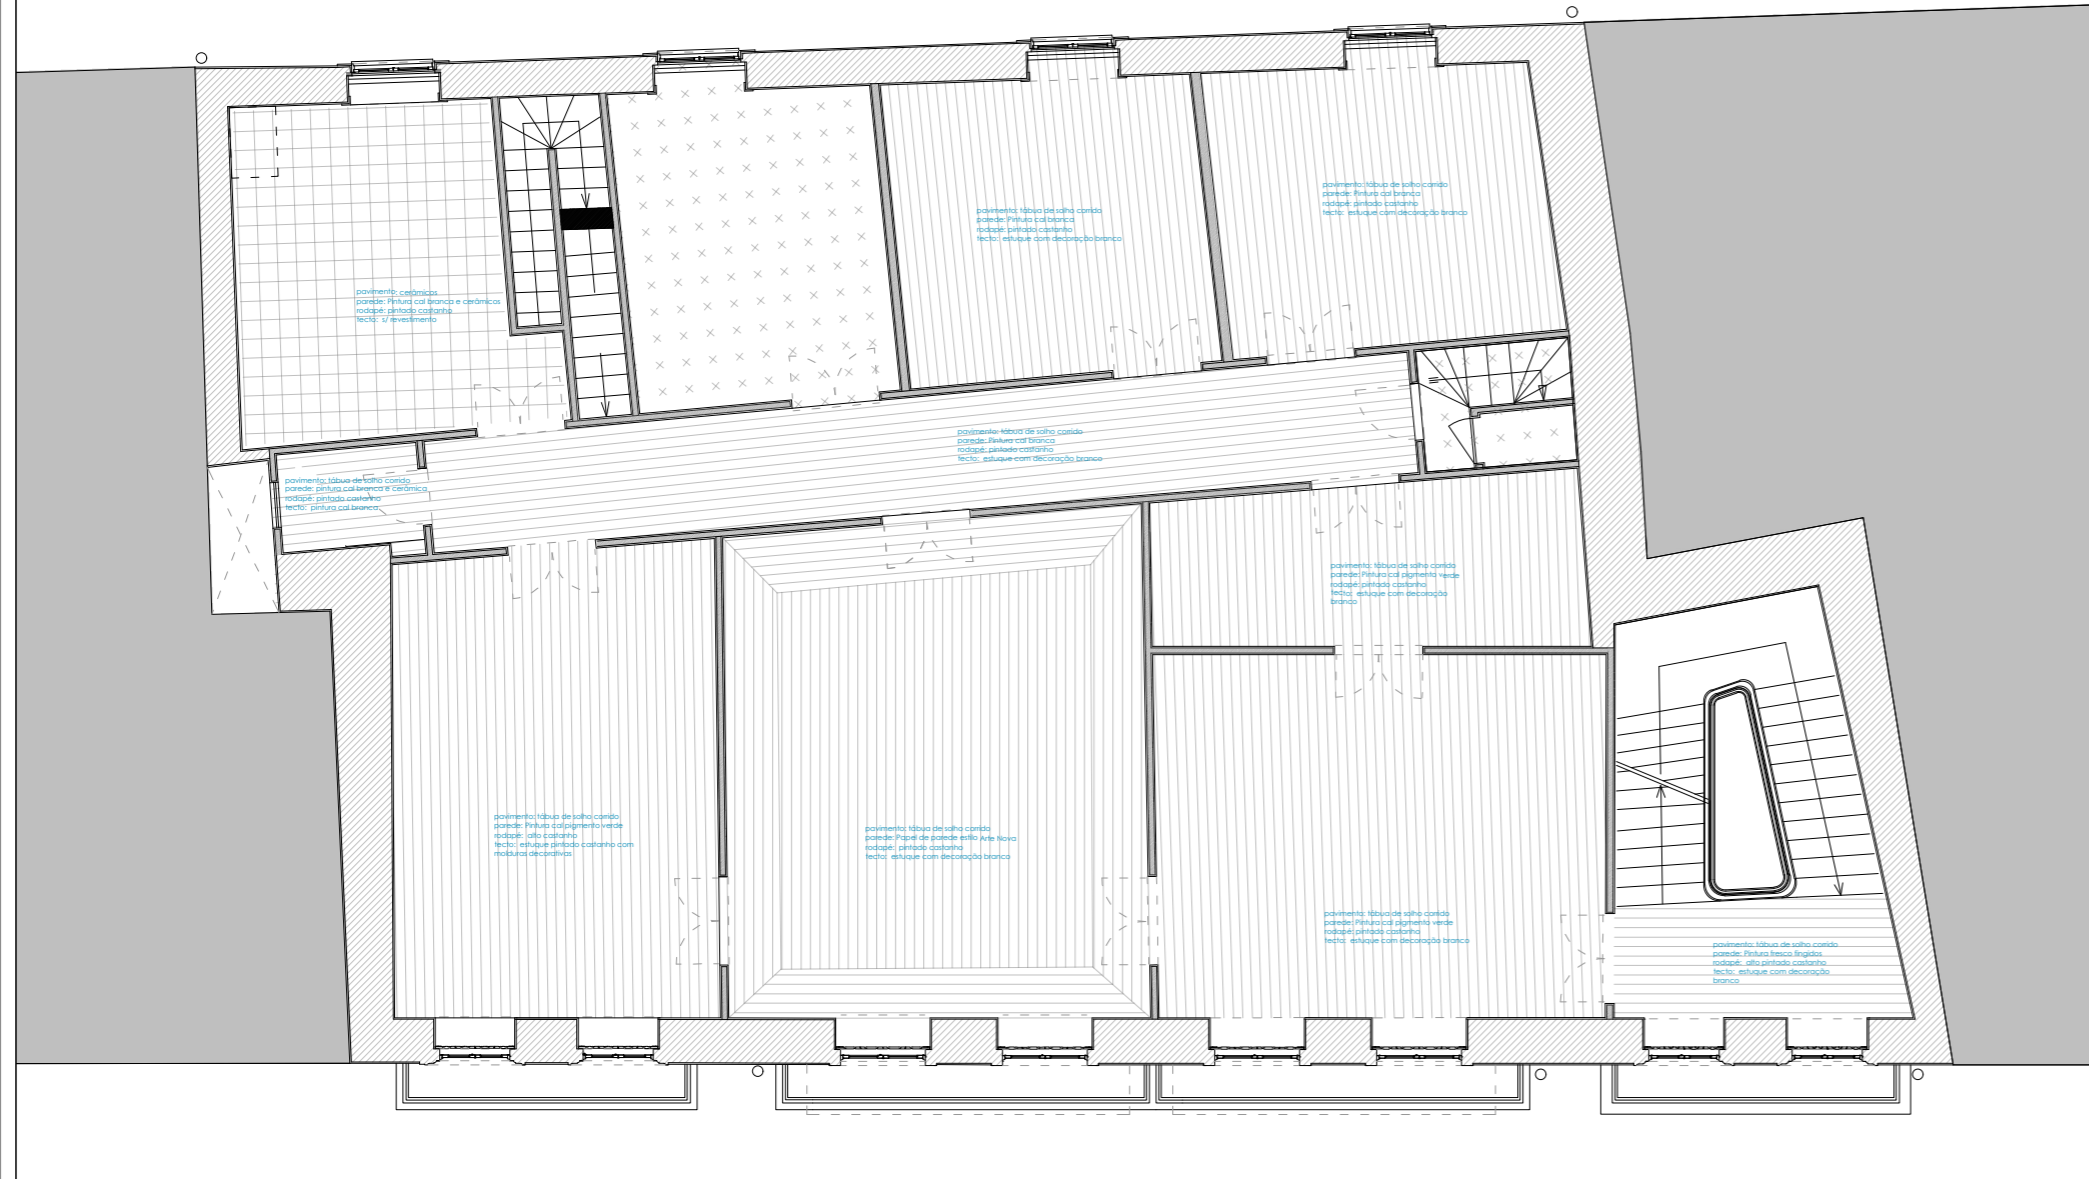 pavimento: tábua de solho corrido
parede: Pintura cal branca
rodapé: pintado castanho
tecto: estuque com decoração branco
pavimento: tábua de solho corrido
parede: Pintura cal branca
rodapé: pintado castanho
tecto: estuque com decoração branco
pavimento: cerâmicos
parede: Pintura cal branca e cerâmicos
rodapé: pintado castanho
tecto: s/ revestimento
pavimento: tábua de solho corrido
parede: Pintura cal branca
rodapé: pintado castanho
tecto: estuque com decoração branco
pavimento: tábua de solho corrido
parede: pintura cal branca e cerâmica
rodapé: pintado castanho
tecto: pintura cal branca
pavimento: tábua de solho corrido
parede: Pintura cal pigmento verde
rodapé: pintado castanho
tecto: estuque com decoração
branco
pavimento: tábua de solho corrido
parede: Pintura cal pigmento verde
rodapé: alto castanho
tecto: estuque pintado castanho com
molduras decorativas
pavimento: tábua de solho corrido
parede: Papel de parede estilo Arte Nova
rodapé: pintado castanho
tecto: estuque com decoração branco
pavimento: tábua de solho corrido
parede: Pintura cal pigmento verde
rodapé: pintado castanho
tecto: estuque com decoração branco
pavimento: tábua de solho corrido
parede: Pintura fresco fingidos
rodapé: alto pintado castanho
tecto: estuque com decoração
branco